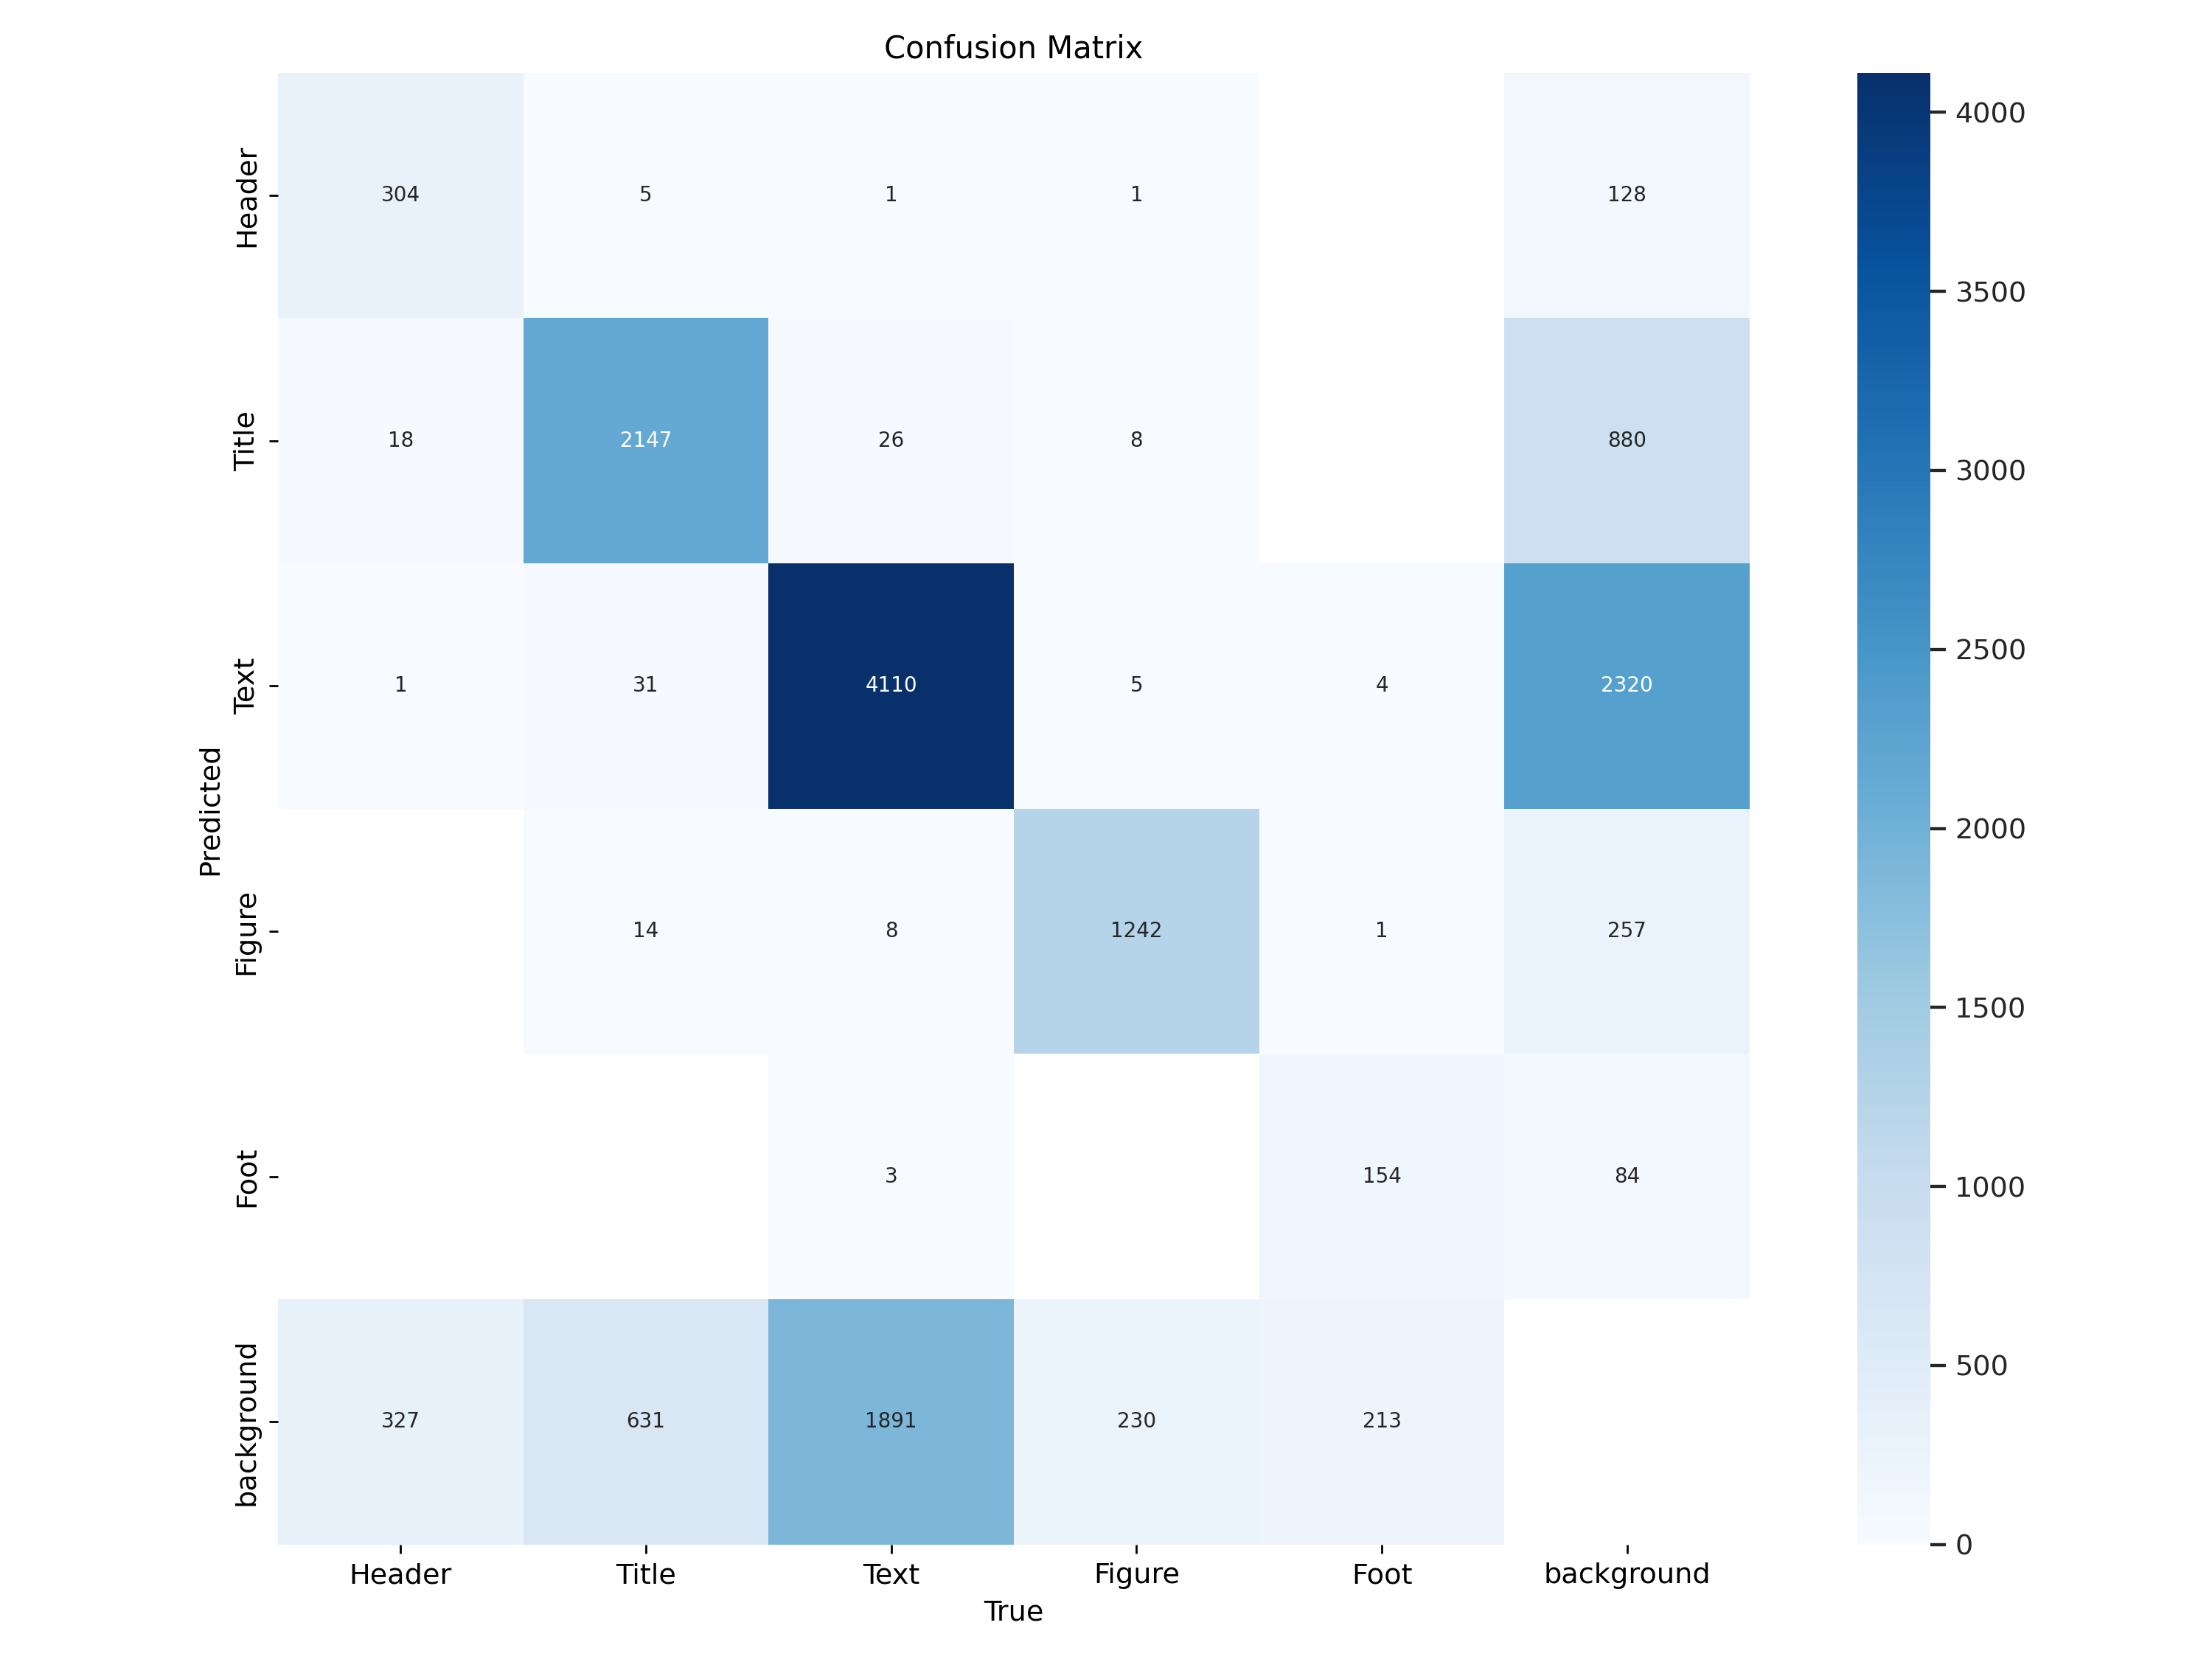 Confusion Matrix
Header
304 5 1 1 128
Title
18 2147 26 8 880
Text
1 31 4110 5 4 2320
Figure
14 8 1242 1 257
Foot
3 154 84
background
327 631 1891 230 213
Header Title Text Figure Foot background
True
Predicted
4000
3500
3000
2500
2000
1500
1000
500
0